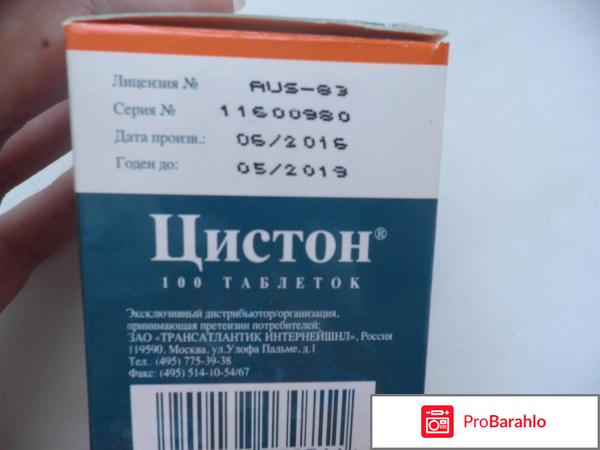 Лицензия № AUS-83
Серия № 11600980
Дата произв.: 06/2016
Годен до: 05/2019
Цистон®
100 ТАБЛЕТОК
Эксклюзивный дистрибьютор/организация,
принимающая претензии потребителей:
ЗАО «ТРАНСАТЛАНТИК ИНТЕРНЕЙШНЛ», Россия
119590, Москва, ул.Улофа Пальме, д.1
Тел.: (495) 775-39-38
Факс: (495) 514-10-54/67
ProBarahlo